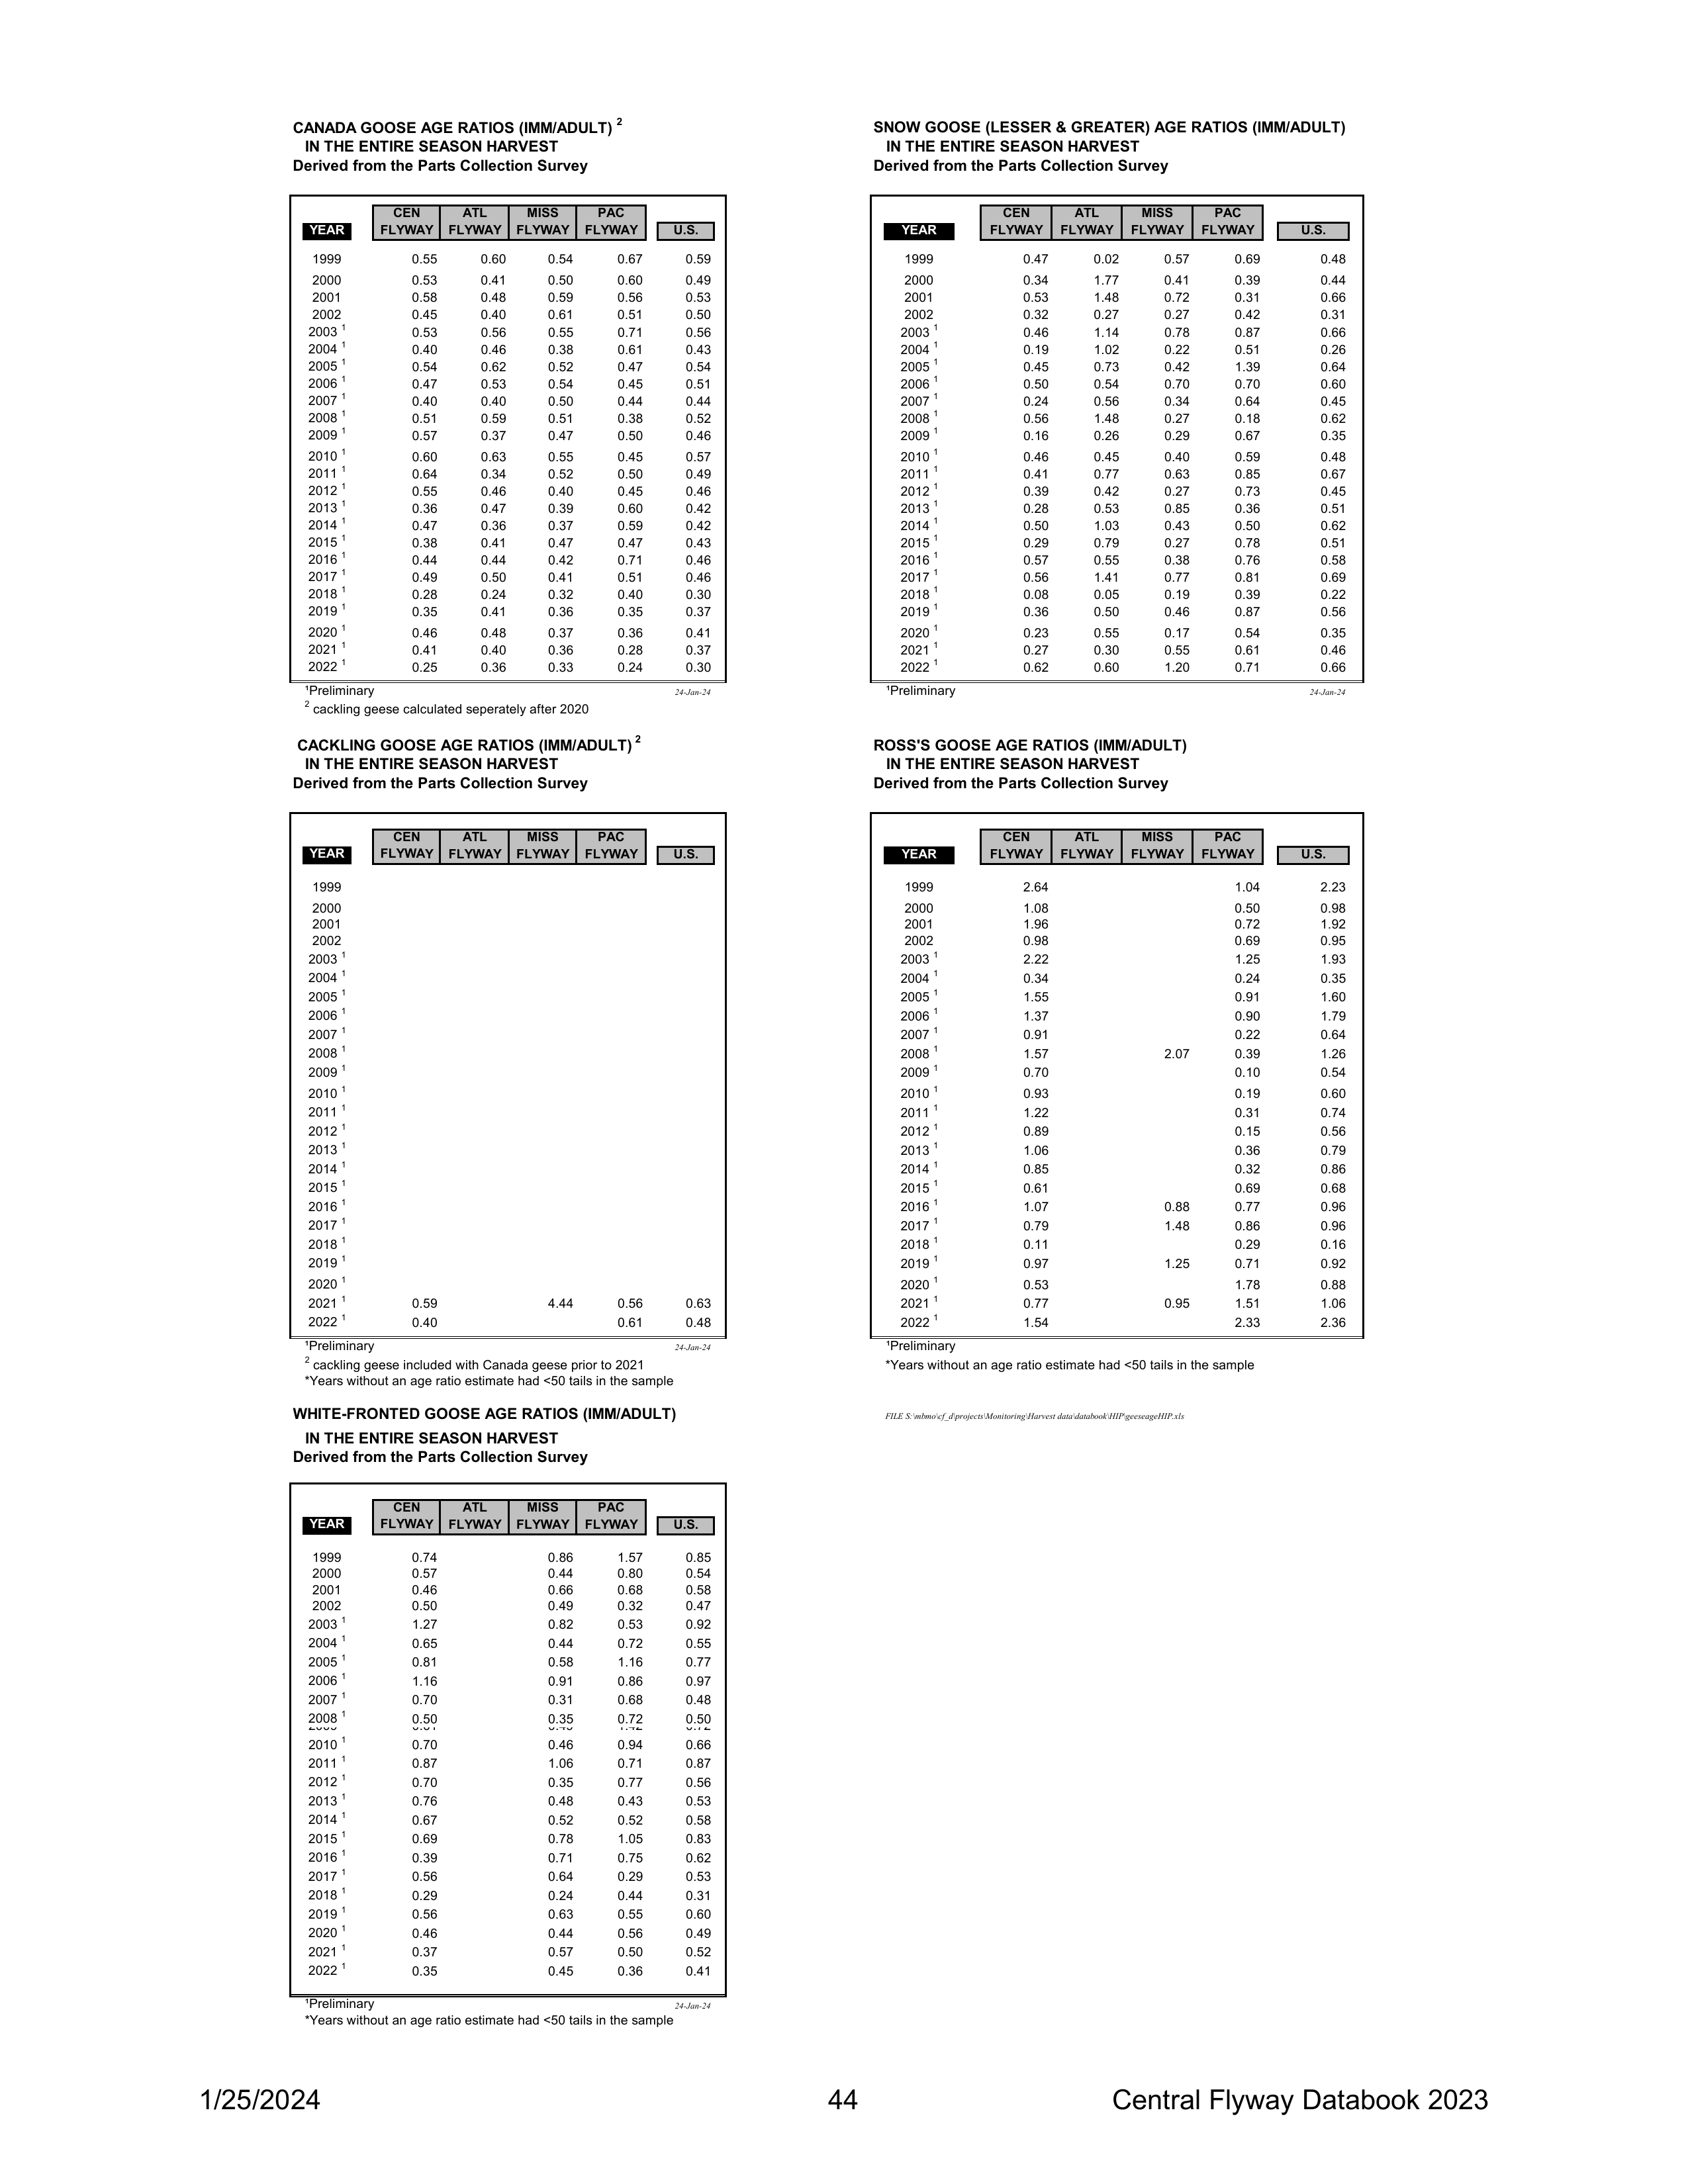 CANADA GOOSE AGE RATIOS (IMM/ADULT) 2
IN THE ENTIRE SEASON HARVEST
Derived from the Parts Collection Survey
CEN ATL MISS PAC
YEAR FLYWAY FLYWAY FLYWAY FLYWAY U.S.
1999 0.55 0.60 0.54 0.67 0.59
2000 0.53 0.41 0.50 0.60 0.49
2001 0.58 0.48 0.59 0.56 0.53
2002 0.45 0.40 0.61 0.51 0.50
2003 1 0.53 0.56 0.55 0.71 0.56
2004 1 0.40 0.46 0.38 0.61 0.43
2005 1 0.54 0.62 0.52 0.47 0.54
2006 1 0.47 0.53 0.54 0.45 0.51
2007 1 0.40 0.40 0.50 0.44 0.44
2008 1 0.51 0.59 0.51 0.38 0.52
2009 1 0.57 0.37 0.47 0.50 0.46
2010 1 0.60 0.63 0.55 0.45 0.57
2011 1 0.64 0.34 0.52 0.50 0.49
2012 1 0.55 0.46 0.40 0.45 0.46
2013 1 0.36 0.47 0.39 0.60 0.42
2014 1 0.47 0.36 0.37 0.59 0.42
2015 1 0.38 0.41 0.47 0.47 0.43
2016 1 0.44 0.44 0.42 0.71 0.46
2017 1 0.49 0.50 0.41 0.51 0.46
2018 1 0.28 0.24 0.32 0.40 0.30
2019 1 0.35 0.41 0.36 0.35 0.37
2020 1 0.46 0.48 0.37 0.36 0.41
2021 1 0.41 0.40 0.36 0.28 0.37
2022 1 0.25 0.36 0.33 0.24 0.30
¹Preliminary 24-Jan-24
2 cackling geese calculated seperately after 2020
SNOW GOOSE (LESSER & GREATER) AGE RATIOS (IMM/ADULT)
IN THE ENTIRE SEASON HARVEST
Derived from the Parts Collection Survey
CEN ATL MISS PAC
YEAR FLYWAY FLYWAY FLYWAY FLYWAY U.S.
1999 0.47 0.02 0.57 0.69 0.48
2000 0.34 1.77 0.41 0.39 0.44
2001 0.53 1.48 0.72 0.31 0.66
2002 0.32 0.27 0.27 0.42 0.31
2003 1 0.46 1.14 0.78 0.87 0.66
2004 1 0.19 1.02 0.22 0.51 0.26
2005 1 0.45 0.73 0.42 1.39 0.64
2006 1 0.50 0.54 0.70 0.70 0.60
2007 1 0.24 0.56 0.34 0.64 0.45
2008 1 0.56 1.48 0.27 0.18 0.62
2009 1 0.16 0.26 0.29 0.67 0.35
2010 1 0.46 0.45 0.40 0.59 0.48
2011 1 0.41 0.77 0.63 0.85 0.67
2012 1 0.39 0.42 0.27 0.73 0.45
2013 1 0.28 0.53 0.85 0.36 0.51
2014 1 0.50 1.03 0.43 0.50 0.62
2015 1 0.29 0.79 0.27 0.78 0.51
2016 1 0.57 0.55 0.38 0.76 0.58
2017 1 0.56 1.41 0.77 0.81 0.69
2018 1 0.08 0.05 0.19 0.39 0.22
2019 1 0.36 0.50 0.46 0.87 0.56
2020 1 0.23 0.55 0.17 0.54 0.35
2021 1 0.27 0.30 0.55 0.61 0.46
2022 1 0.62 0.60 1.20 0.71 0.66
¹Preliminary 24-Jan-24
CACKLING GOOSE AGE RATIOS (IMM/ADULT) 2
IN THE ENTIRE SEASON HARVEST
Derived from the Parts Collection Survey
CEN ATL MISS PAC
YEAR FLYWAY FLYWAY FLYWAY FLYWAY U.S.
1999
2000
2001
2002
2003 1
2004 1
2005 1
2006 1
2007 1
2008 1
2009 1
2010 1
2011 1
2012 1
2013 1
2014 1
2015 1
2016 1
2017 1
2018 1
2019 1
2020 1
2021 1 0.59 4.44 0.56 0.63
2022 1 0.40 0.61 0.48
¹Preliminary 24-Jan-24
2 cackling geese included with Canada geese prior to 2021
*Years without an age ratio estimate had <50 tails in the sample
ROSS'S GOOSE AGE RATIOS (IMM/ADULT)
IN THE ENTIRE SEASON HARVEST
Derived from the Parts Collection Survey
CEN ATL MISS PAC
YEAR FLYWAY FLYWAY FLYWAY FLYWAY U.S.
1999 2.64 1.04 2.23
2000 1.08 0.50 0.98
2001 1.96 0.72 1.92
2002 0.98 0.69 0.95
2003 1 2.22 1.25 1.93
2004 1 0.34 0.24 0.35
2005 1 1.55 0.91 1.60
2006 1 1.37 0.90 1.79
2007 1 0.91 0.22 0.64
2008 1 1.57 2.07 0.39 1.26
2009 1 0.70 0.10 0.54
2010 1 0.93 0.19 0.60
2011 1 1.22 0.31 0.74
2012 1 0.89 0.15 0.56
2013 1 1.06 0.36 0.79
2014 1 0.85 0.32 0.86
2015 1 0.61 0.69 0.68
2016 1 1.07 0.88 0.77 0.96
2017 1 0.79 1.48 0.86 0.96
2018 1 0.11 0.29 0.16
2019 1 0.97 1.25 0.71 0.92
2020 1 0.53 1.78 0.88
2021 1 0.77 0.95 1.51 1.06
2022 1 1.54 2.33 2.36
¹Preliminary
*Years without an age ratio estimate had <50 tails in the sample
FILE S:\mbmo\cf_d\projects\Monitoring\Harvest data\databook\HIP\geeseageHIP.xls
WHITE-FRONTED GOOSE AGE RATIOS (IMM/ADULT)
IN THE ENTIRE SEASON HARVEST
Derived from the Parts Collection Survey
CEN ATL MISS PAC
YEAR FLYWAY FLYWAY FLYWAY FLYWAY U.S.
1999 0.74 0.86 1.57 0.85
2000 0.57 0.44 0.80 0.54
2001 0.46 0.66 0.68 0.58
2002 0.50 0.49 0.32 0.47
2003 1 1.27 0.82 0.53 0.92
2004 1 0.65 0.44 0.72 0.55
2005 1 0.81 0.58 1.16 0.77
2006 1 1.16 0.91 0.86 0.97
2007 1 0.70 0.31 0.68 0.48
2008 1 0.50 0.35 0.72 0.50
2010 1 0.70 0.46 0.94 0.66
2011 1 0.87 1.06 0.71 0.87
2012 1 0.70 0.35 0.77 0.56
2013 1 0.76 0.48 0.43 0.53
2014 1 0.67 0.52 0.52 0.58
2015 1 0.69 0.78 1.05 0.83
2016 1 0.39 0.71 0.75 0.62
2017 1 0.56 0.64 0.29 0.53
2018 1 0.29 0.24 0.44 0.31
2019 1 0.56 0.63 0.55 0.60
2020 1 0.46 0.44 0.56 0.49
2021 1 0.37 0.57 0.50 0.52
2022 1 0.35 0.45 0.36 0.41
¹Preliminary 24-Jan-24
*Years without an age ratio estimate had <50 tails in the sample
1/25/2024 44 Central Flyway Databook 2023